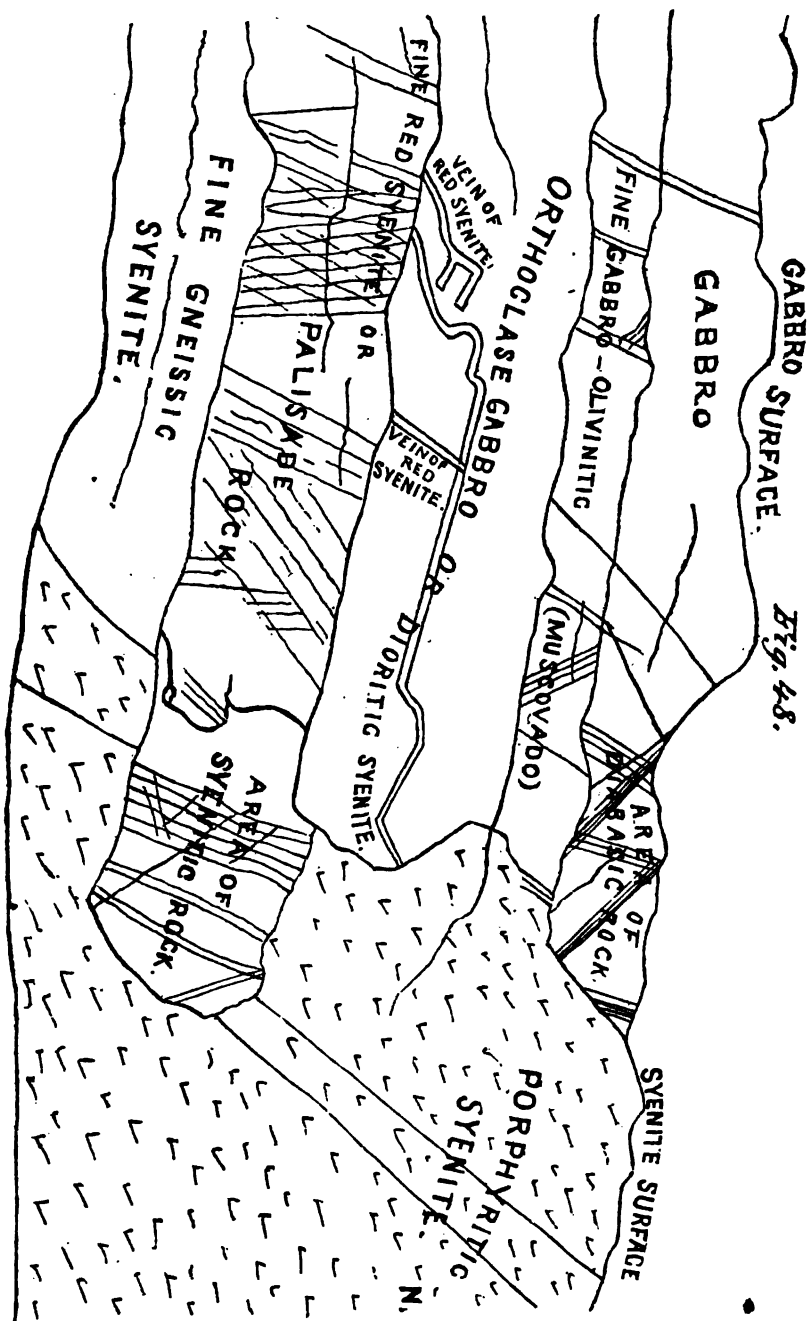 Fig. 48.
GABBRO SURFACE.
SYENITE SURFACE
GABBRO
AREA OF
DIABASIC ROCK.
FINE GABBRO-OLIVINITIC (MUSCOVADO)
ORTHOCLASE GABBRO OR DIORITIC SYENITE.
VEIN OF
RED SYENITE.
VEIN OF
RED
SYENITE.
PORPHYRITIC
SYENITE.
N.
FINE RED SYENITE OR
PALISADE ROCK
AREA OF
SYENITIC ROCK.
FINE GNEISSIC
SYENITE.